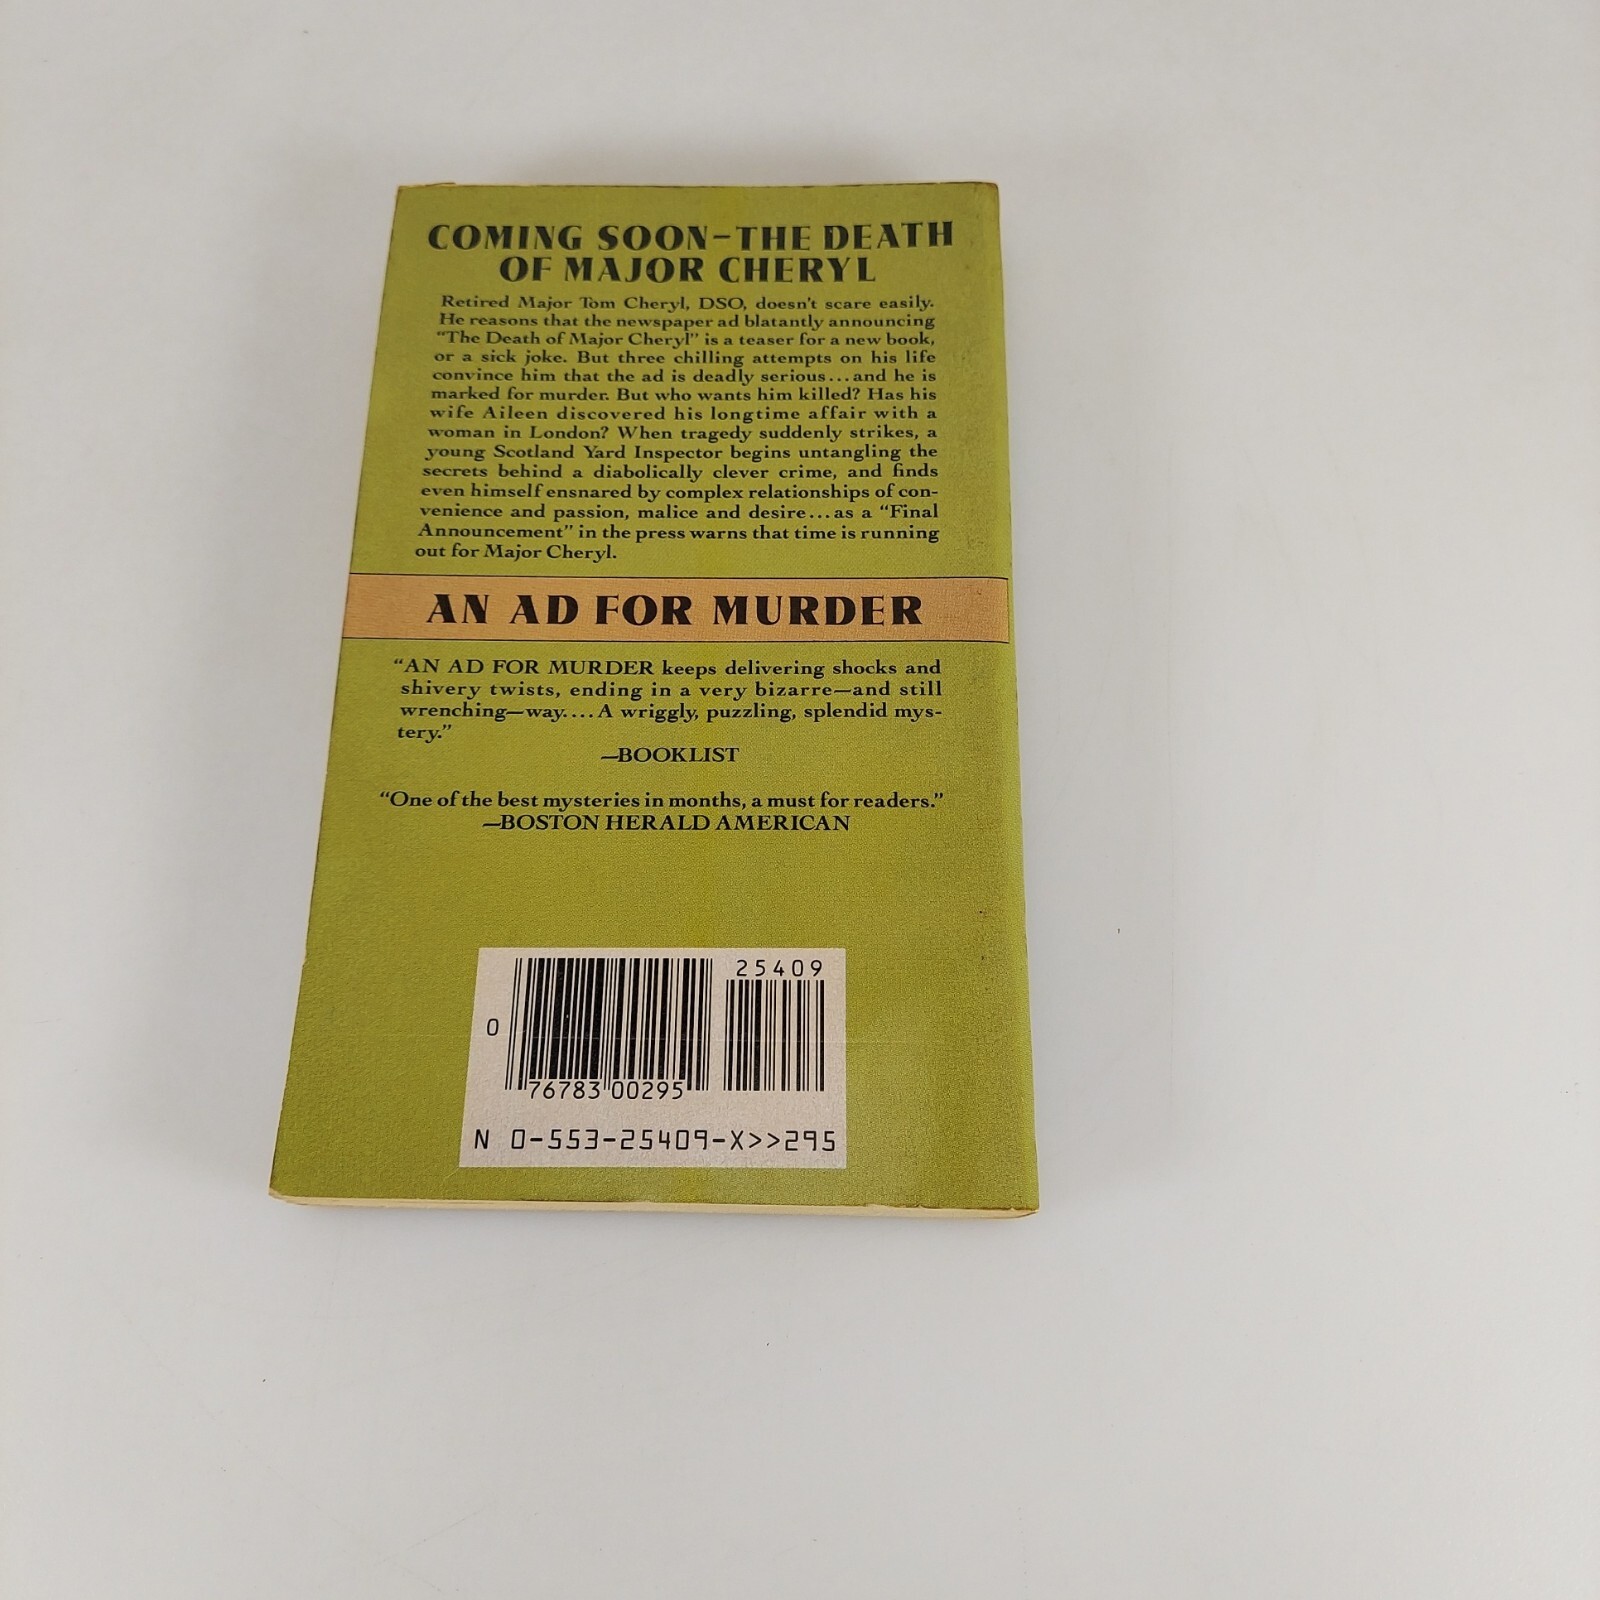 COMING SOON–THE DEATH
OF MAJOR CHERYL
Retired Major Tom Cheryl, DSO, doesn't scare easily.
He reasons that the newspaper ad blatantly announcing
"The Death of Major Cheryl" is a teaser for a new book,
or a sick joke. But three chilling attempts on his life
convince him that the ad is deadly serious...and he is
marked for murder. But who wants him killed? Has his
wife Aileen discovered his longtime affair with a
woman in London? When tragedy suddenly strikes, a
young Scotland Yard Inspector begins untangling the
secrets behind a diabolically clever crime, and finds
even himself ensnared by complex relationships of con-
venience and passion, malice and desire...as a "Final
Announcement" in the press warns that time is running
out for Major Cheryl.
AN AD FOR MURDER
"AN AD FOR MURDER keeps delivering shocks and
shivery twists, ending in a very bizarre—and still
wrenching—way.... A wriggly, puzzling, splendid mys-
tery."
—BOOKLIST
"One of the best mysteries in months, a must for readers."
—BOSTON HERALD AMERICAN
25409
0
76783 00295
N 0-553-25409-X>>295